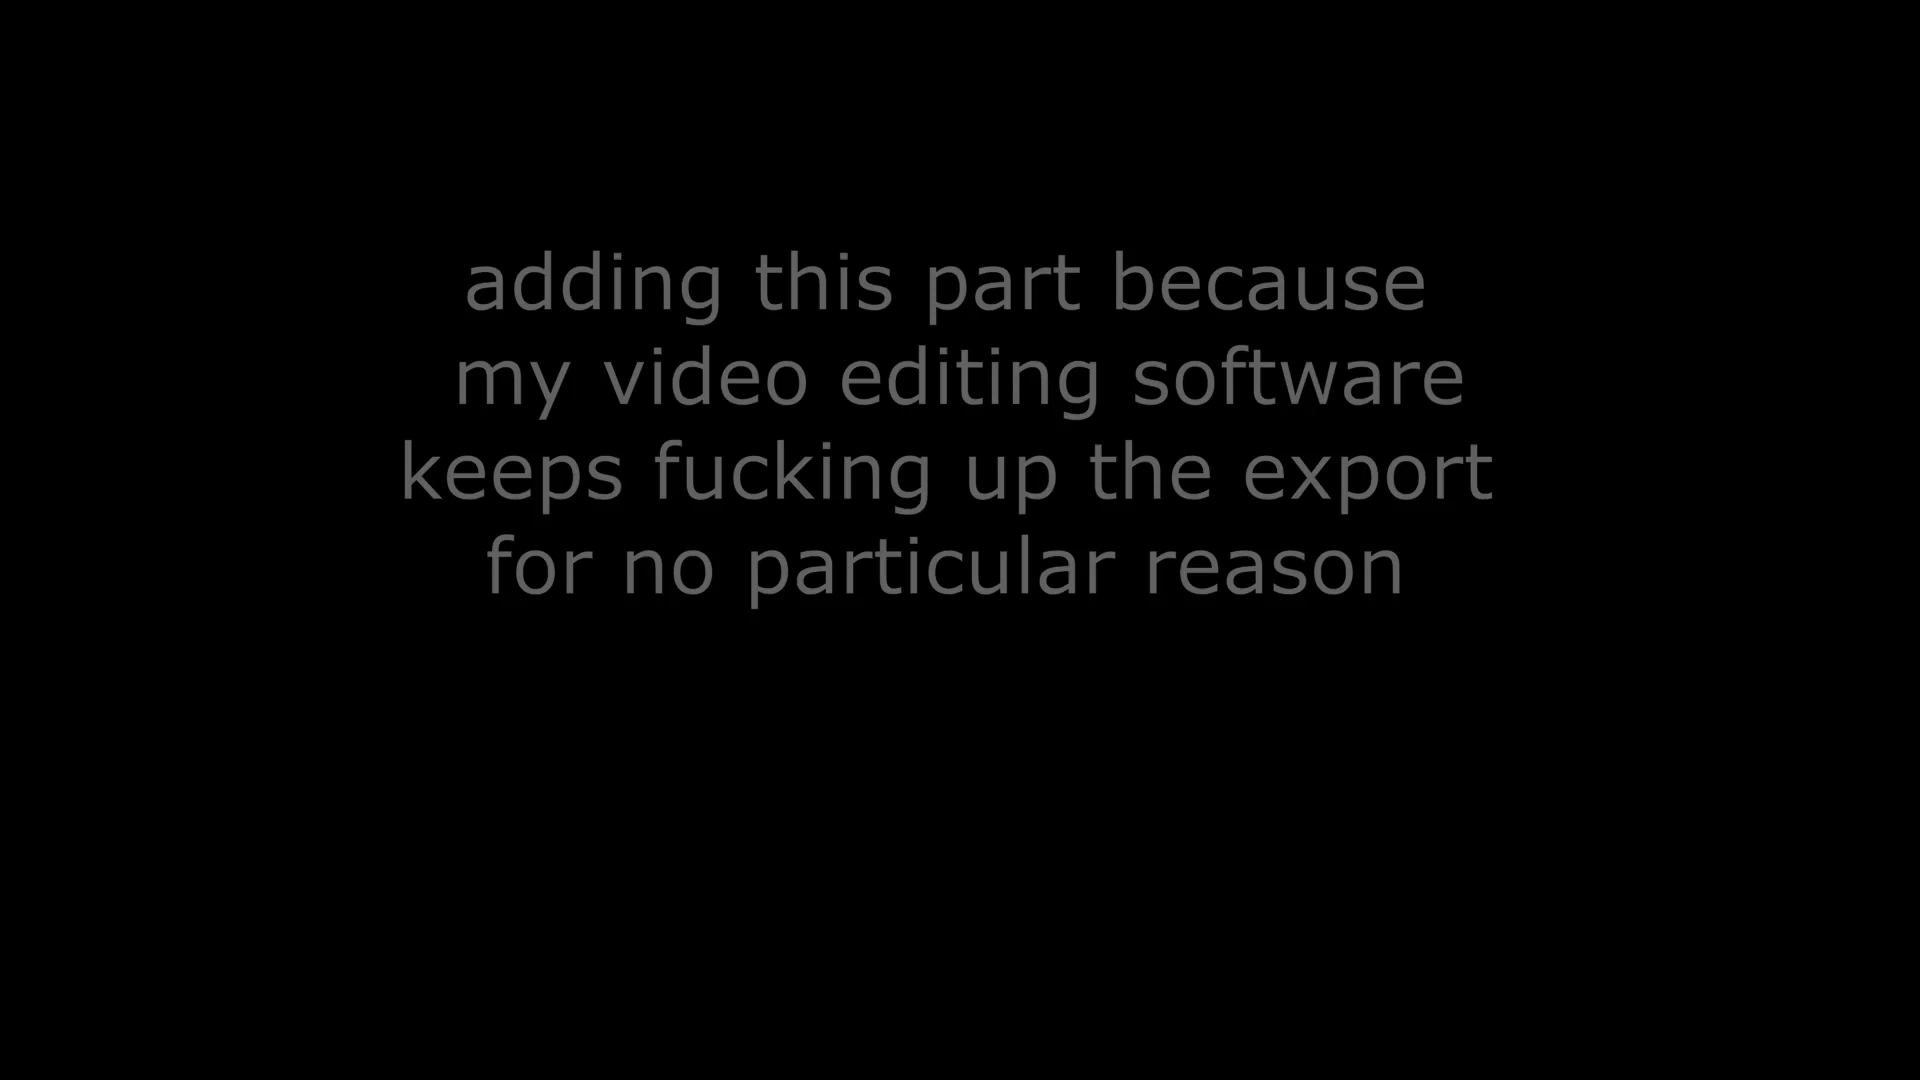 adding this part because
my video editing software
keeps fucking up the export
for no particular reason